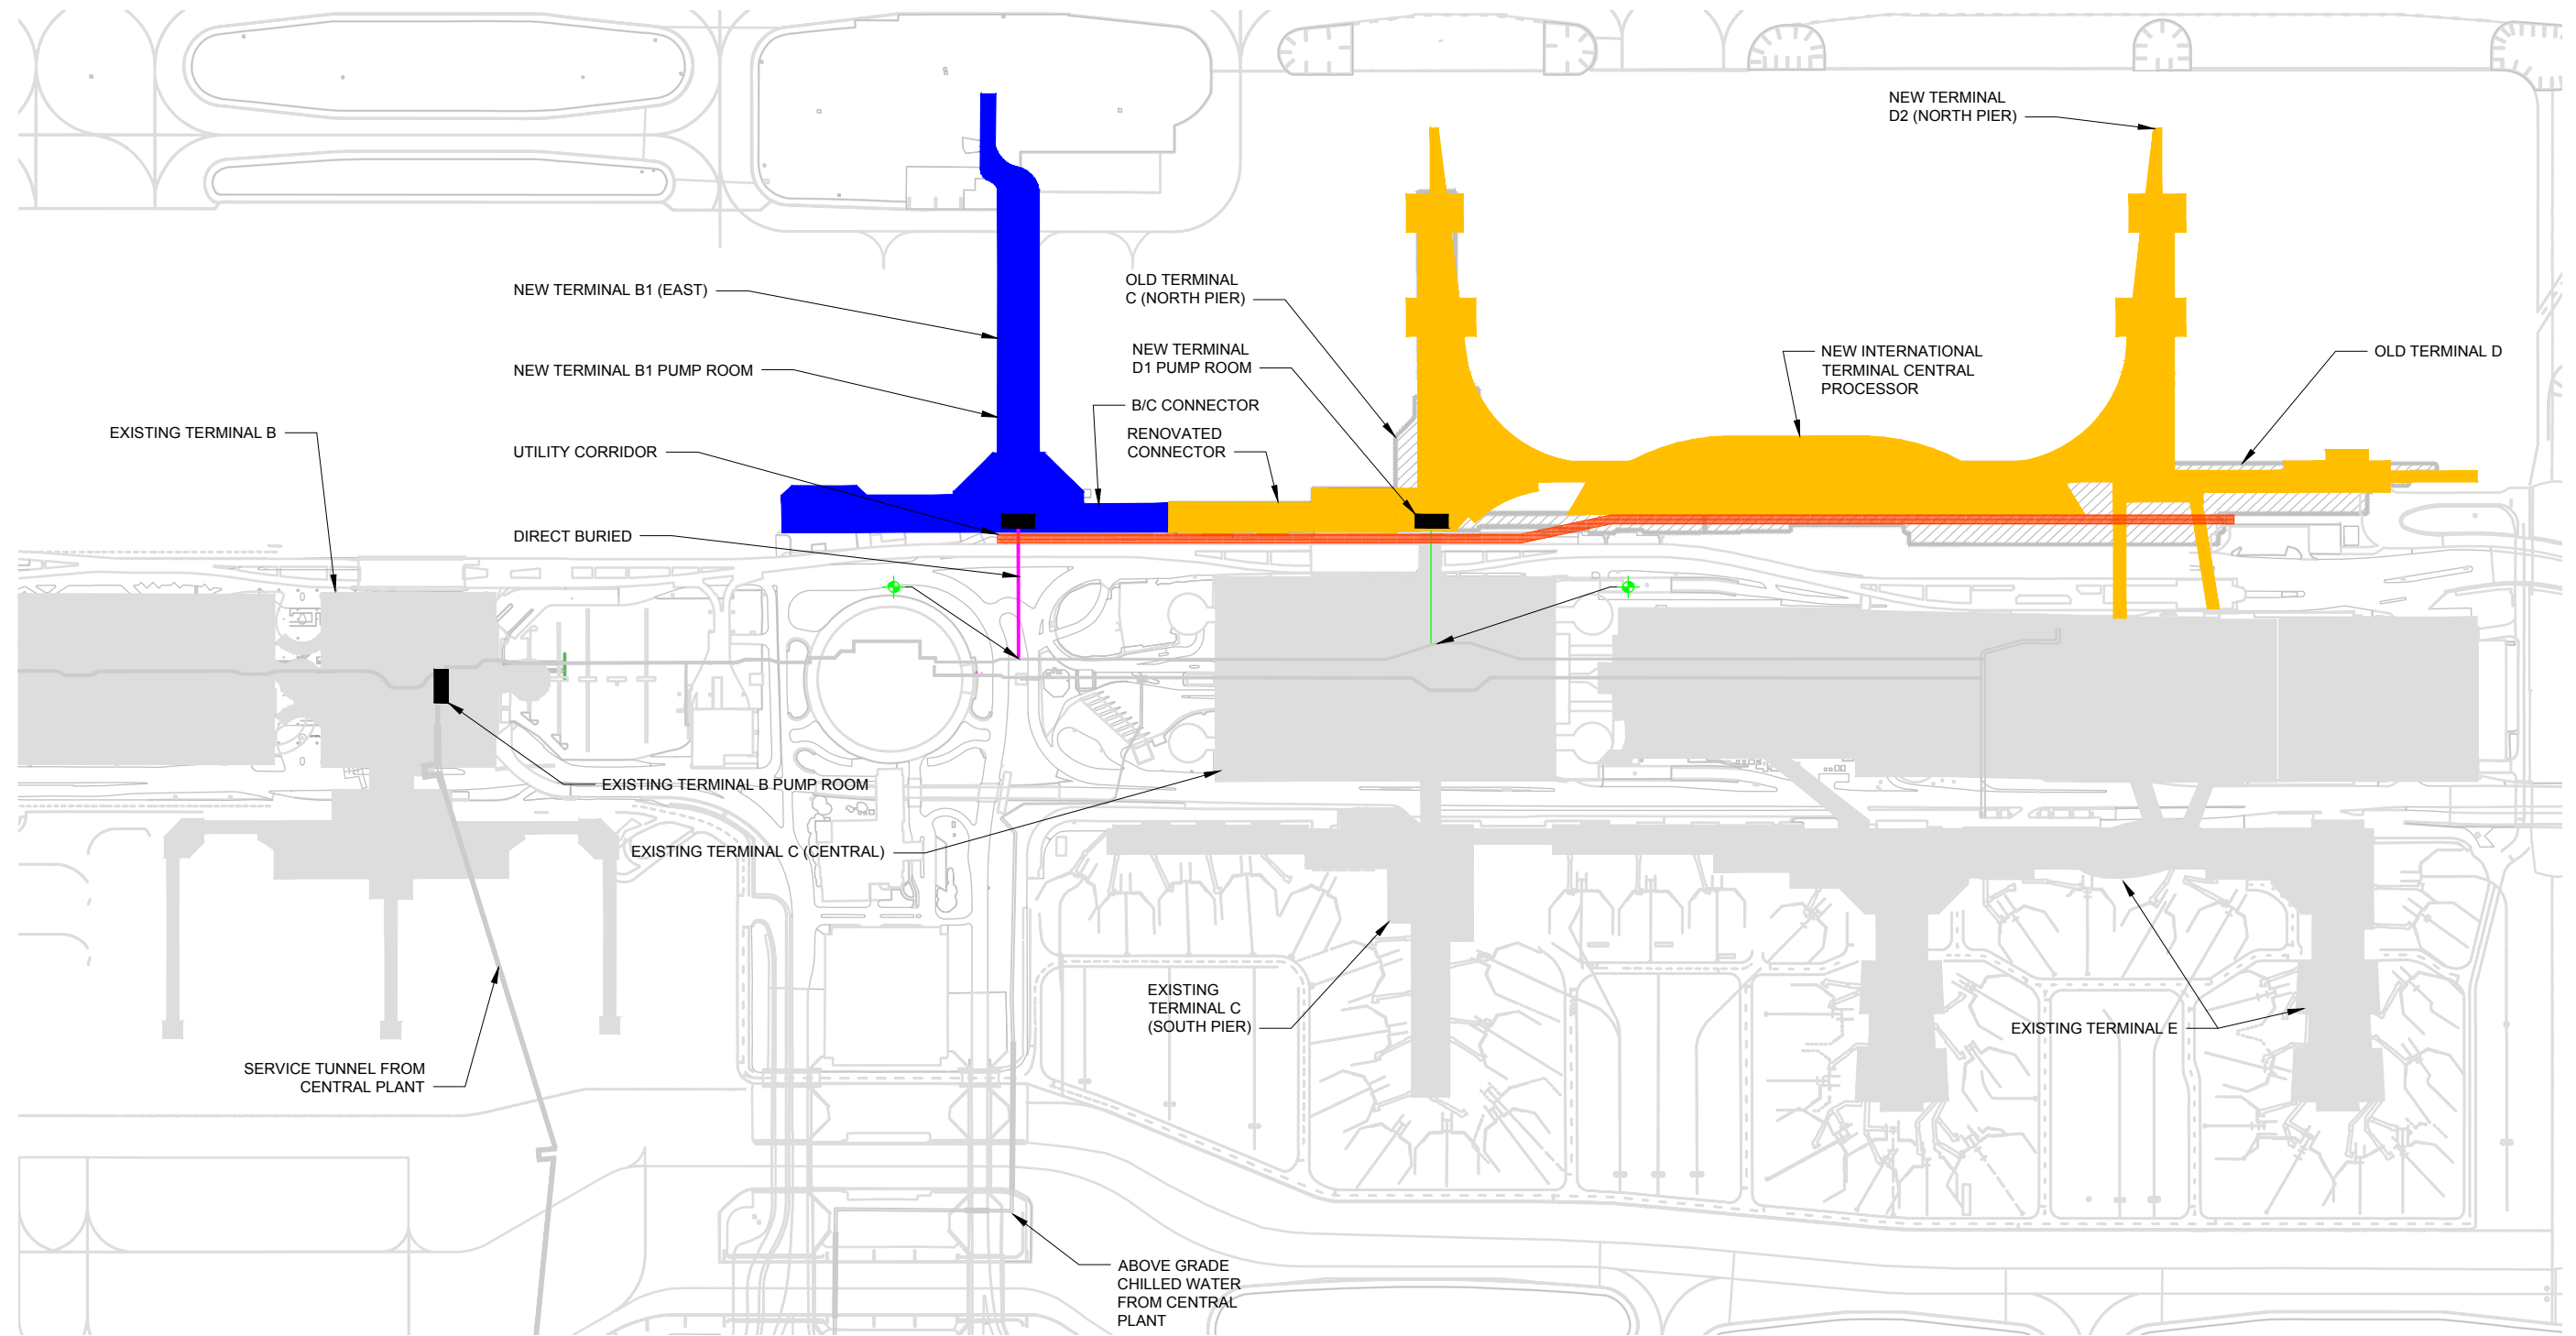 NEW TERMINAL
D2 (NORTH PIER)
NEW TERMINAL B1 (EAST)
OLD TERMINAL
C (NORTH PIER)
NEW TERMINAL
D1 PUMP ROOM
NEW INTERNATIONAL
TERMINAL CENTRAL
PROCESSOR
OLD TERMINAL D
NEW TERMINAL B1 PUMP ROOM
B/C CONNECTOR
RENOVATED
CONNECTOR
EXISTING TERMINAL B
UTILITY CORRIDOR
DIRECT BURIED
EXISTING TERMINAL B PUMP ROOM
EXISTING TERMINAL C (CENTRAL)
EXISTING
TERMINAL C
(SOUTH PIER)
EXISTING TERMINAL E
SERVICE TUNNEL FROM
CENTRAL PLANT
ABOVE GRADE
CHILLED WATER
FROM CENTRAL
PLANT